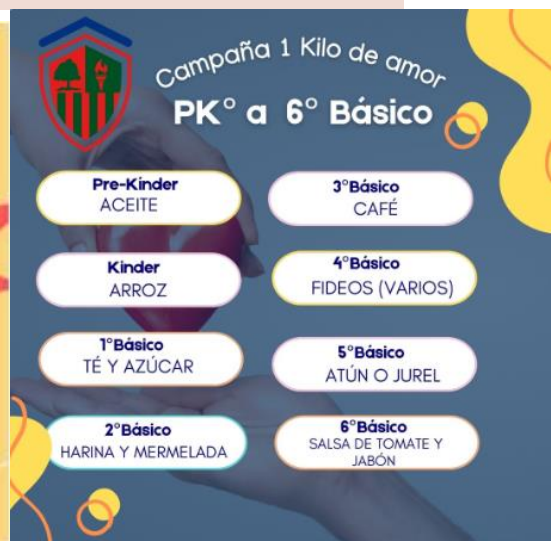 Campaña 1 Kilo de amor
PK° a 6° Básico
Pre-Kinder
ACEITE
Kinder
ARROZ
1°Básico
TÉ Y AZÚCAR
2°Básico
HARINA Y MERMELADA
3°Básico
CAFÉ
4°Básico
FIDEOS (VARIOS)
5°Básico
ATÚN O JUREL
6°Básico
SALSA DE TOMATE Y
JABÓN